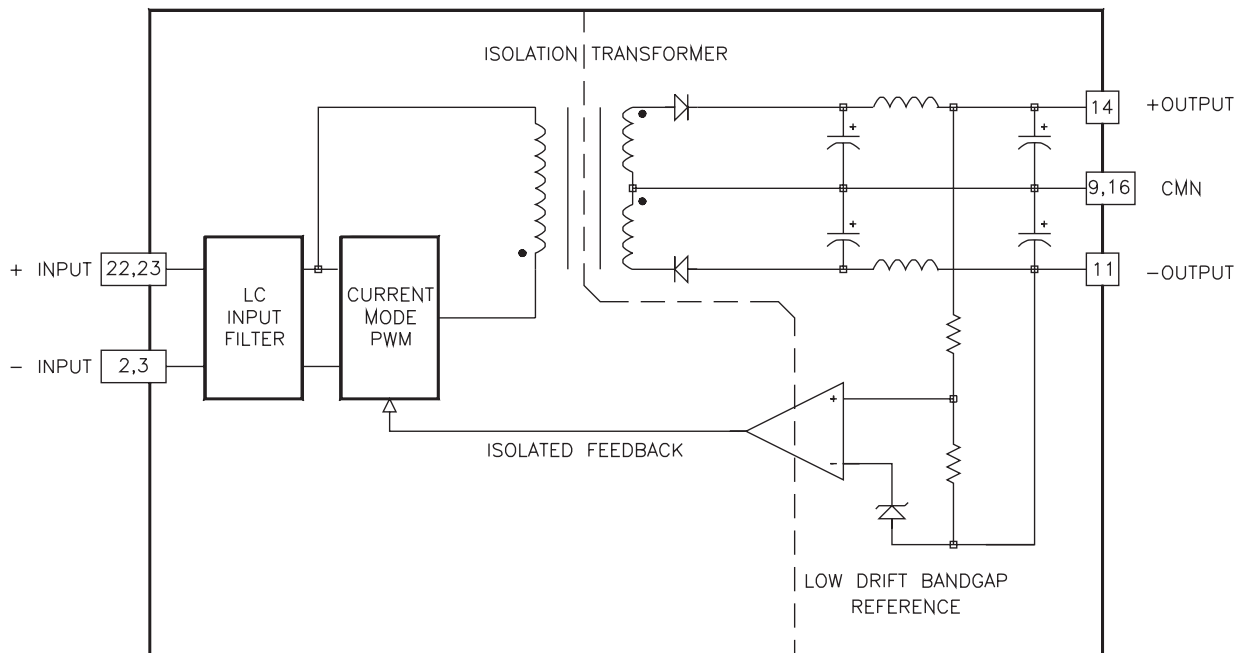 ISOLATION TRANSFORMER
14
+OUTPUT
+
+
9,16
CMN
+
+
11
−OUTPUT
+ INPUT
22,23
LC
INPUT
FILTER
CURRENT
MODE
PWM
− INPUT
2,3
+
−
ISOLATED FEEDBACK
LOW DRIFT BANDGAP
REFERENCE